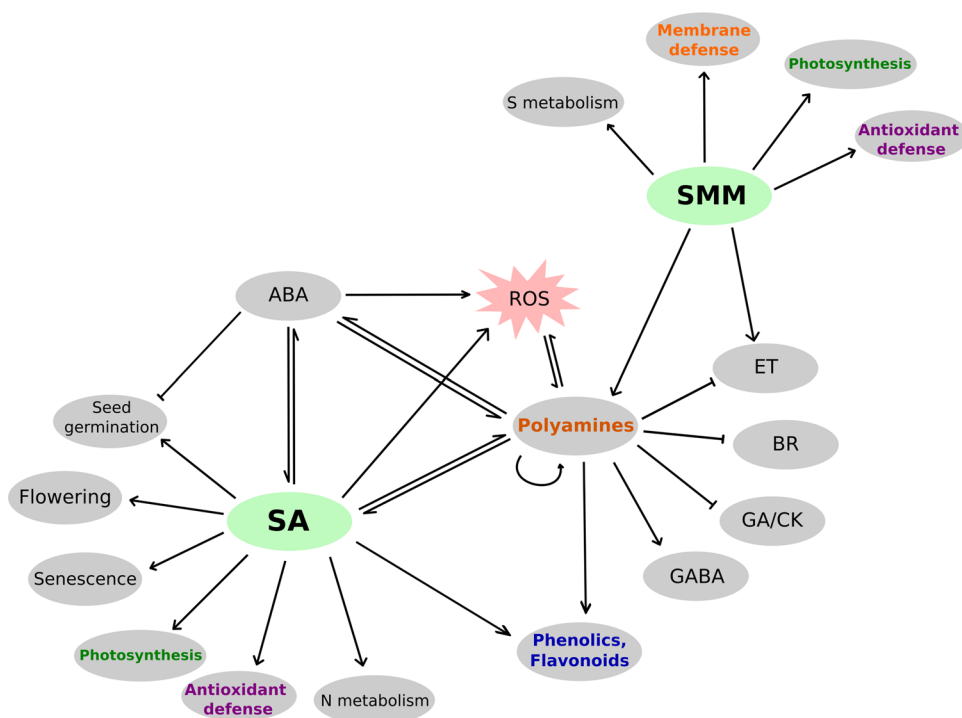 Membrane
defense
Photosynthesis
S metabolism
Antioxidant
defense
SMM
ABA
ROS
ET
Seed
germination
Polyamines
BR
Flowering
SA
GA/CK
Senescence
GABA
Photosynthesis
Phenolics,
Flavonoids
Antioxidant
defense
N metabolism